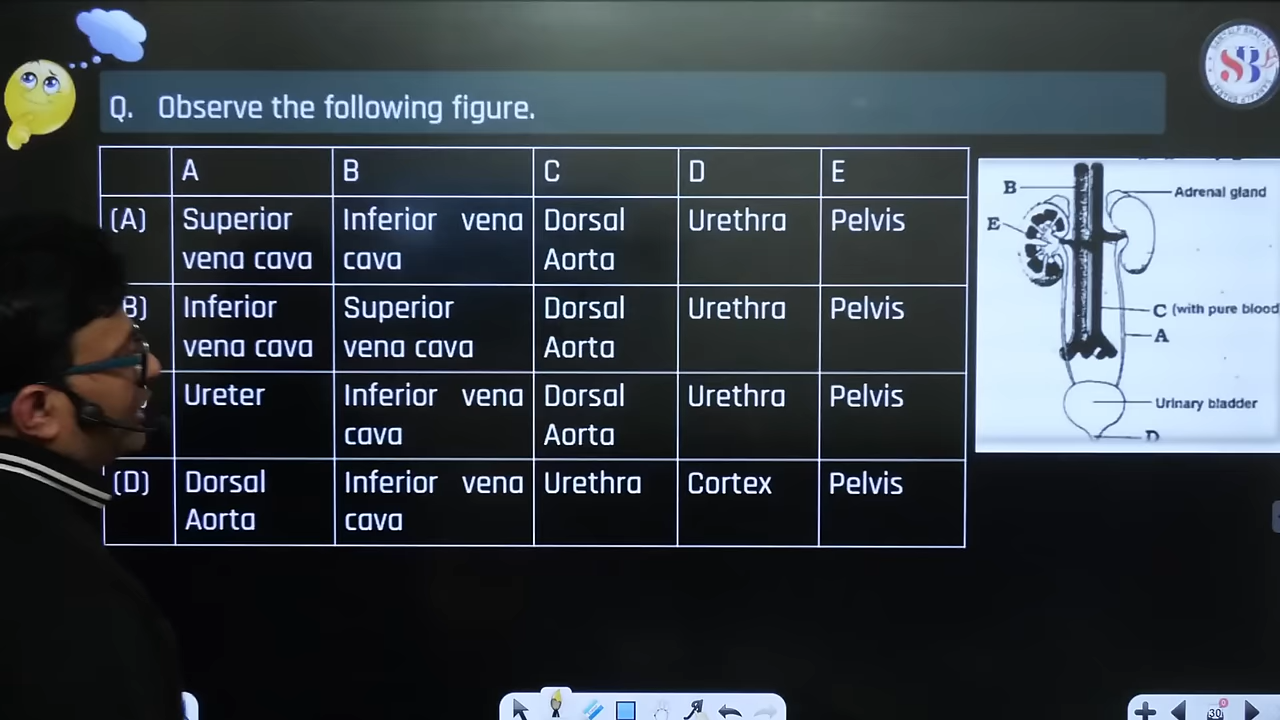 Q. Observe the following figure.
A B C D E
(A) Superior vena cava Inferior vena cava Dorsal Aorta Urethra Pelvis
B) Inferior vena cava Superior vena cava Dorsal Aorta Urethra Pelvis
Ureter Inferior vena cava Dorsal Aorta Urethra Pelvis
(D) Dorsal Aorta Inferior vena cava Urethra Cortex Pelvis
B
Adrenal gland
E
C (with pure blood
A
Urinary bladder
D
SB
30